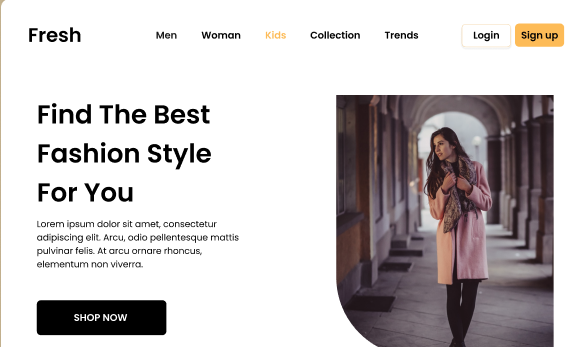 Fresh
Men Woman Kids Collection Trends Login Sign up
Find The Best
Fashion Style
For You
Lorem ipsum dolor sit amet, consectetur
adipiscing elit. Arcu, odio pellentesque mattis
pulvinar felis. At arcu ornare rhoncus,
elementum non viverra.
SHOP NOW